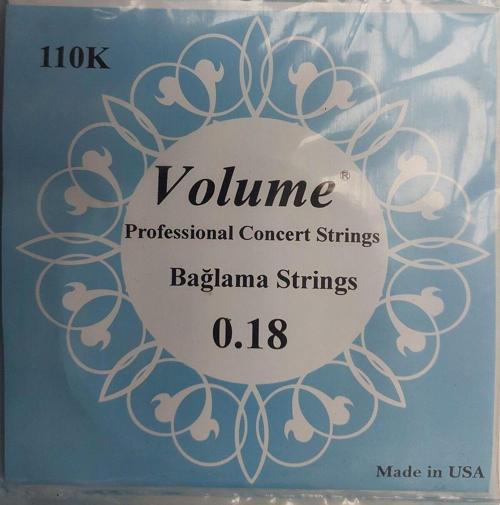 110K
Volume®
Professional Concert Strings
Bağlama Strings
0.18
Made in USA